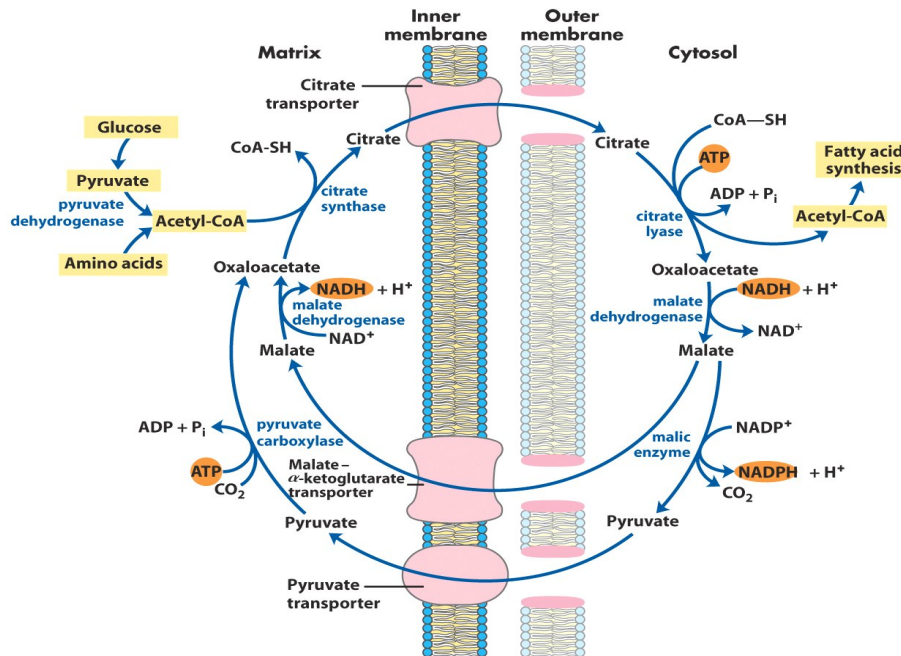 Inner
membrane
Outer
membrane
Matrix
Cytosol
Citrate
transporter
Glucose
Pyruvate
pyruvate
dehydrogenase
Acetyl-CoA
Amino acids
CoA-SH
Citrate
citrate
synthase
Oxaloacetate
NADH + H⁺
malate
dehydrogenase
NAD⁺
Malate
ADP + Pᵢ
pyruvate
carboxylase
ATP
CO₂
Malate–
α-ketoglutarate
transporter
Pyruvate
Pyruvate
transporter
Citrate
CoA—SH
ATP
ADP + Pᵢ
citrate
lyase
Fatty acid
synthesis
Acetyl-CoA
Oxaloacetate
NADH + H⁺
malate
dehydrogenase
NAD⁺
Malate
NADP⁺
malic
enzyme
NADPH + H⁺
CO₂
Pyruvate